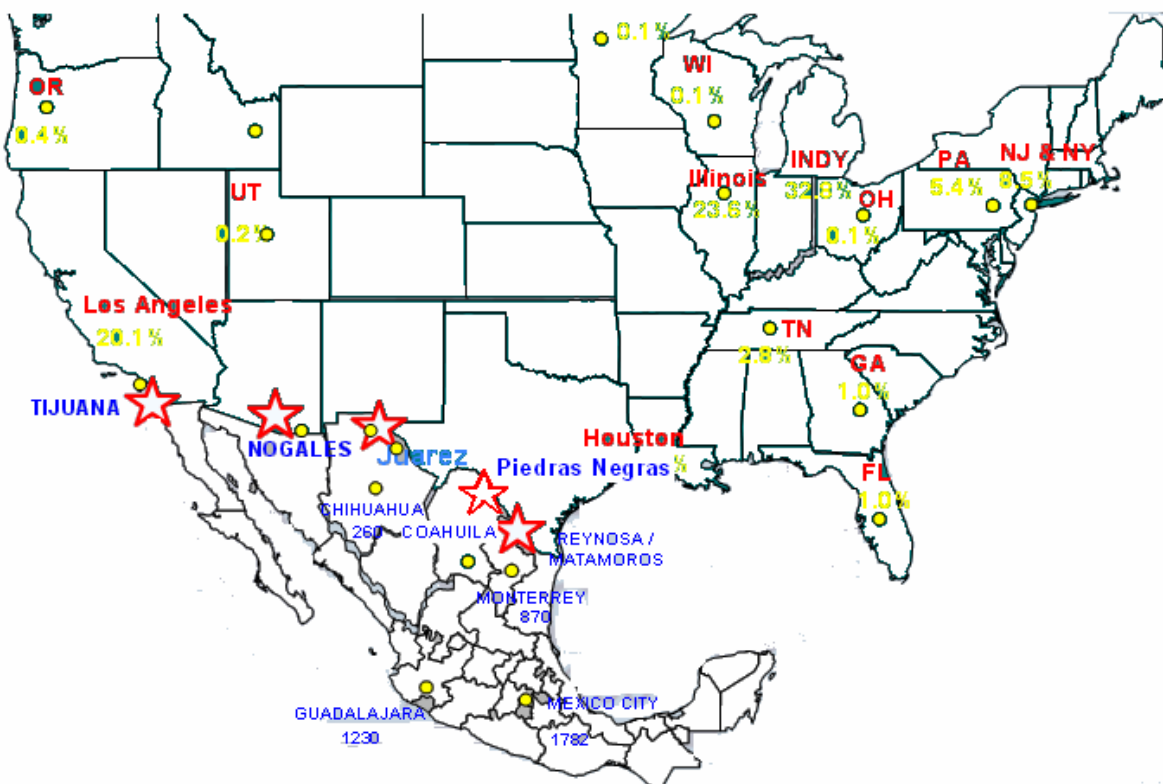 0.1%
WI
0.1%
OR
0.4%
INDY
32.8%
PA
5.4%
NJ & NY
8.5%
Illinois
23.6%
OH
0.1%
UT
0.2%
Los Angeles
20.1%
TN
2.8%
GA
1.0%
TIJUANA
NOGALES
Juarez
Houston
%
Piedras Negras
FL
1.0%
CHIHUAHUA
260
COAHUILA
REYNOSA /
MATAMOROS
MONTERREY
870
GUADALAJARA
1230
MEXICO CITY
1782